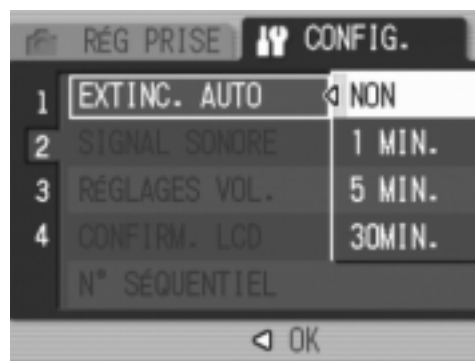 RÉG PRISE CONFIG.
1 EXTINC. AUTO NON
2 SIGNAL SONORE 1 MIN.
3 RÉGLAGES VOL. 5 MIN.
4 CONFIRM. LCD 30MIN.
N° SÉQUENTIEL
OK